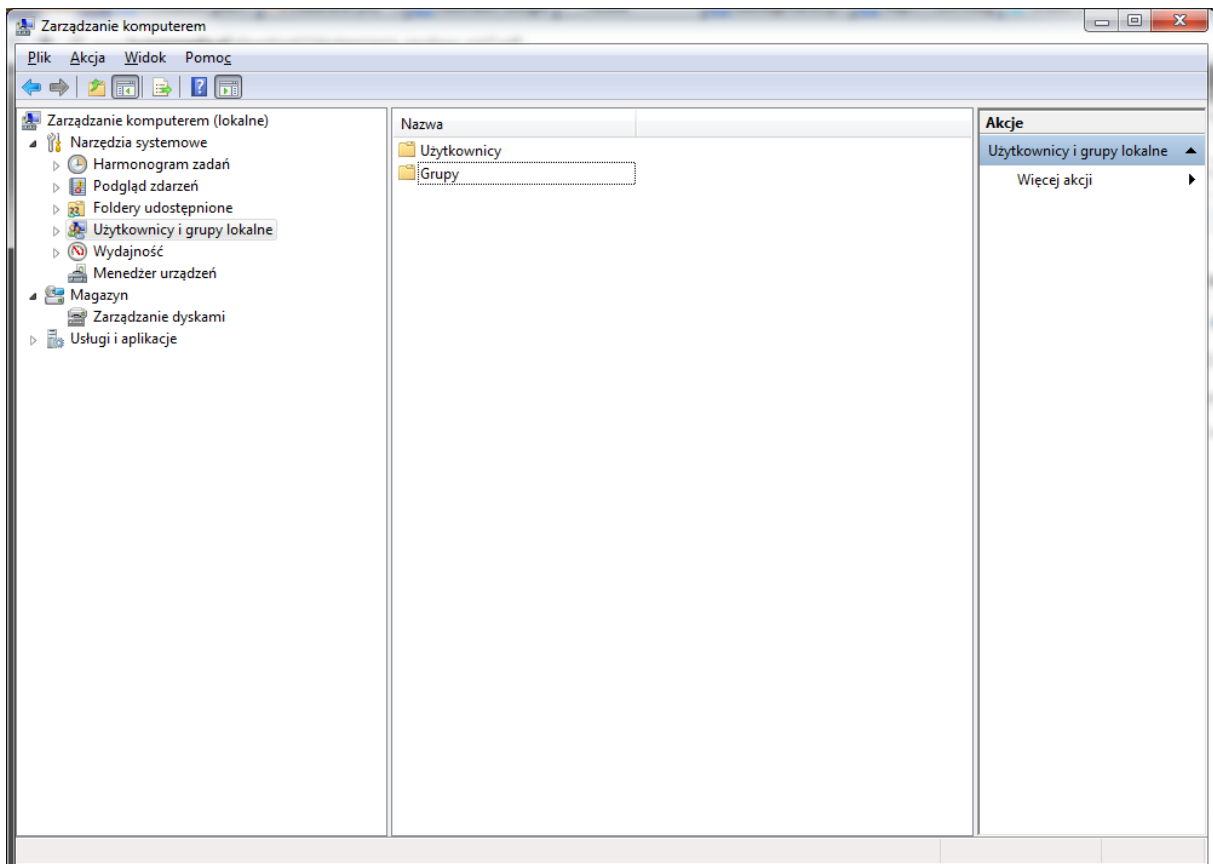 Zarządzanie komputerem
Plik Akcja Widok Pomoc
Zarządzanie komputerem (lokalne)
Narzędzia systemowe
Harmonogram zadań
Podgląd zdarzeń
Foldery udostępnione
Użytkownicy i grupy lokalne
Wydajność
Menedżer urządzeń
Magazyn
Zarządzanie dyskami
Usługi i aplikacje
Nazwa
Użytkownicy
Grupy
Akcje
Użytkownicy i grupy lokalne
Więcej akcji